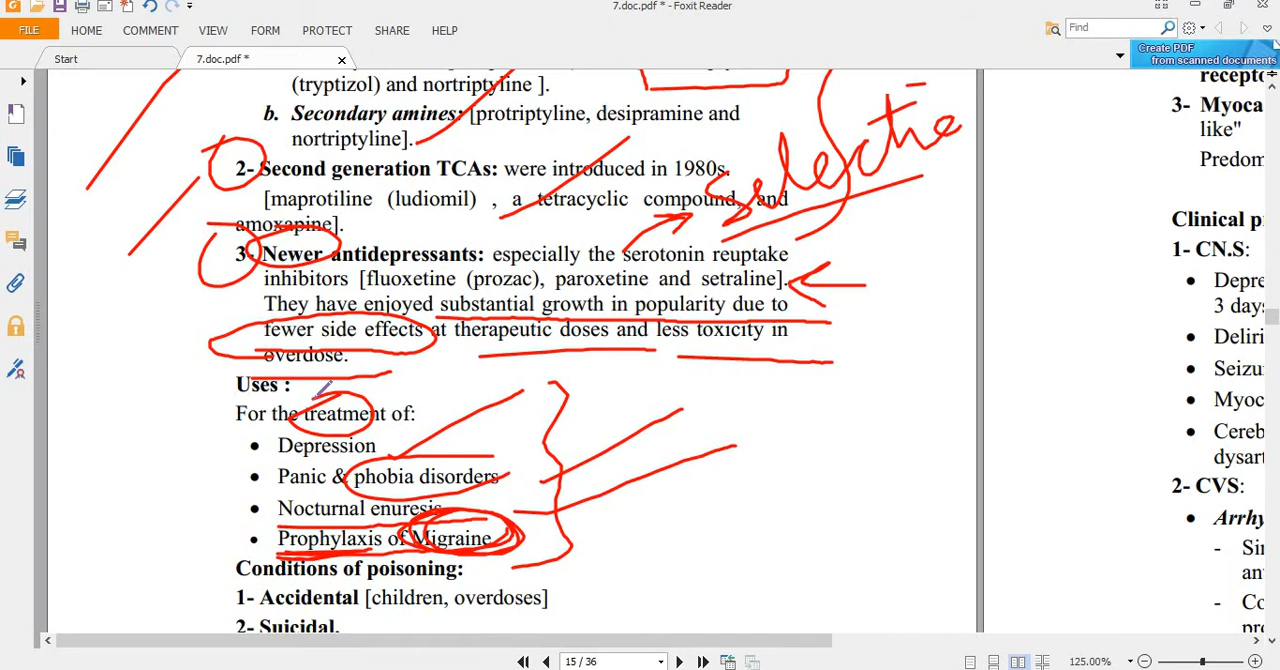 7.doc.pdf * - Foxit Reader
FILE HOME COMMENT VIEW FORM PROTECT SHARE HELP
Find
Start 7.doc.pdf *
Create PDF
from scanned documents
(tryptizol) and nortriptyline ].
b. Secondary amines: [protriptyline, desipramine and
nortriptyline].
2- Second generation TCAs: were introduced in 1980s.
[maprotiline (ludiomil) , a tetracyclic compound, and
amoxapine].
selective
3- Newer antidepressants: especially the serotonin reuptake
inhibitors [fluoxetine (prozac), paroxetine and setraline].
They have enjoyed substantial growth in popularity due to
fewer side effects at therapeutic doses and less toxicity in
overdose.
Uses :
For the treatment of:
• Depression
• Panic & phobia disorders
• Nocturnal enuresis
• Prophylaxis of Migraine
Conditions of poisoning:
1- Accidental [children, overdoses]
2- Suicidal.
recepto
3- Myoca
like"
Predom
Clinical p
1- CN.S
• Depre
3 days
• Deliri
• Seizu
• Myoc
• Cereb
dysart
2- CVS:
• Arrhy
- Sin
an
- Co
pro
15 / 36
125.00%